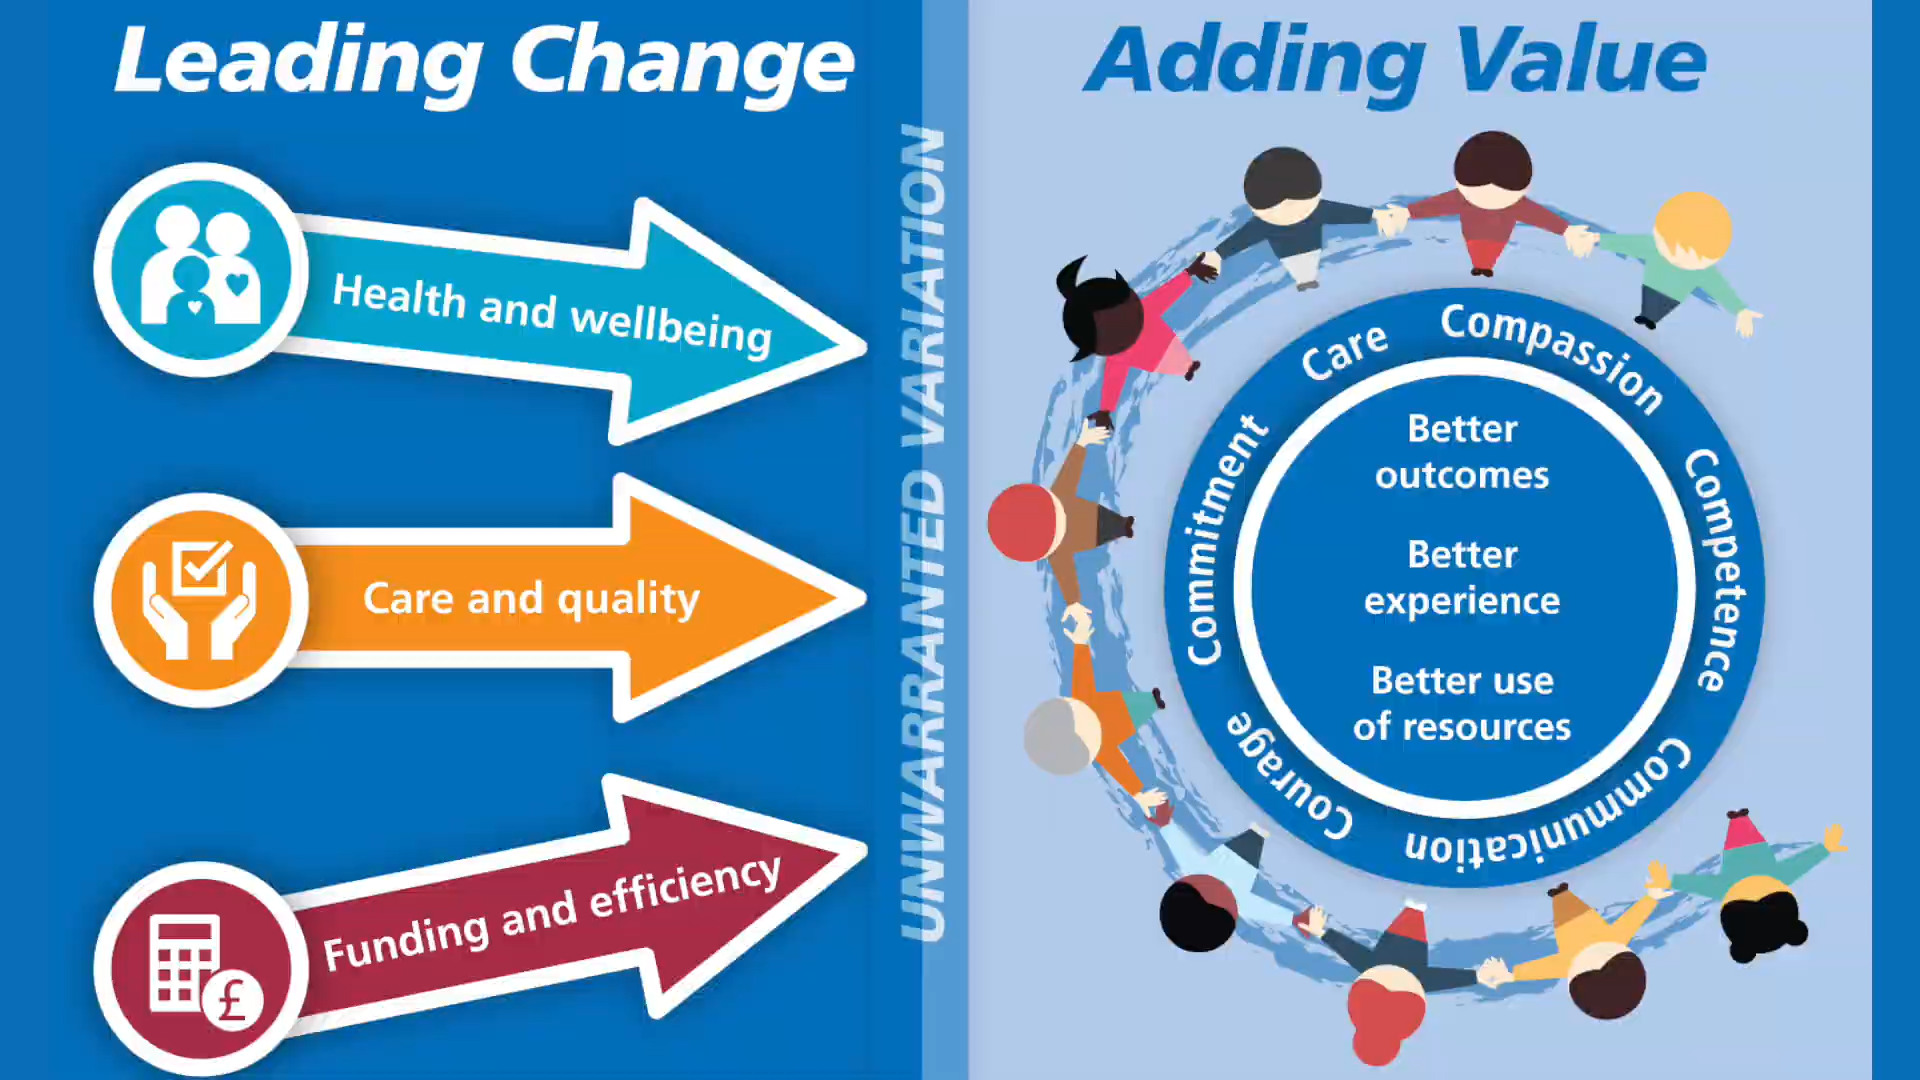 Leading Change
Health and wellbeing
Care and quality
£
Funding and efficiency
UNWARRANTED VARIATION
Adding Value
Care
Compassion
Competence
Communication
Courage
Commitment
Better
outcomes
Better
experience
Better use
of resources